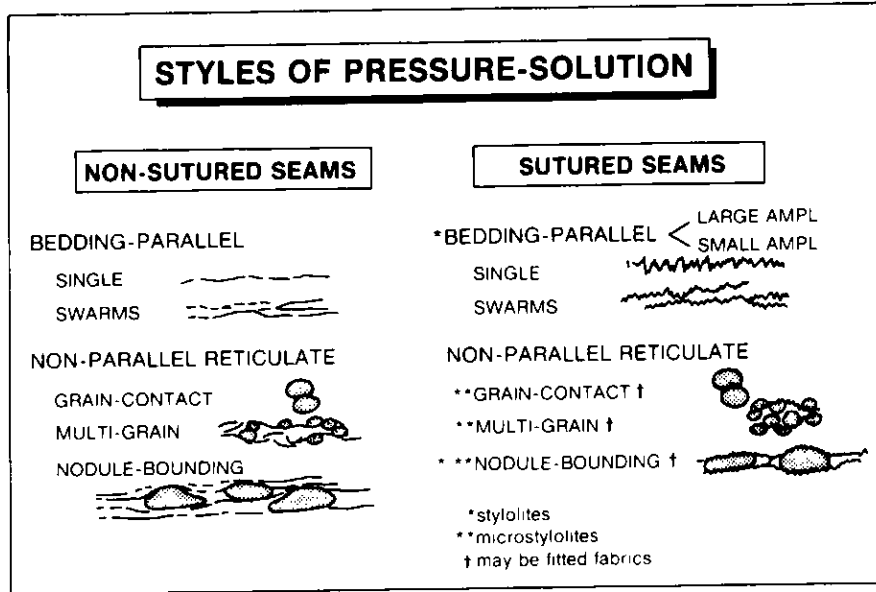 STYLES OF PRESSURE-SOLUTION
NON-SUTURED SEAMS
BEDDING-PARALLEL
SINGLE
SWARMS
NON-PARALLEL RETICULATE
GRAIN-CONTACT
MULTI-GRAIN
NODULE-BOUNDING
SUTURED SEAMS
*BEDDING-PARALLEL < LARGE AMPL
SMALL AMPL
SINGLE
SWARMS
NON-PARALLEL RETICULATE
**GRAIN-CONTACT †
**MULTI-GRAIN †
* **NODULE-BOUNDING †
*stylolites
**microstylolites
† may be fitted fabrics